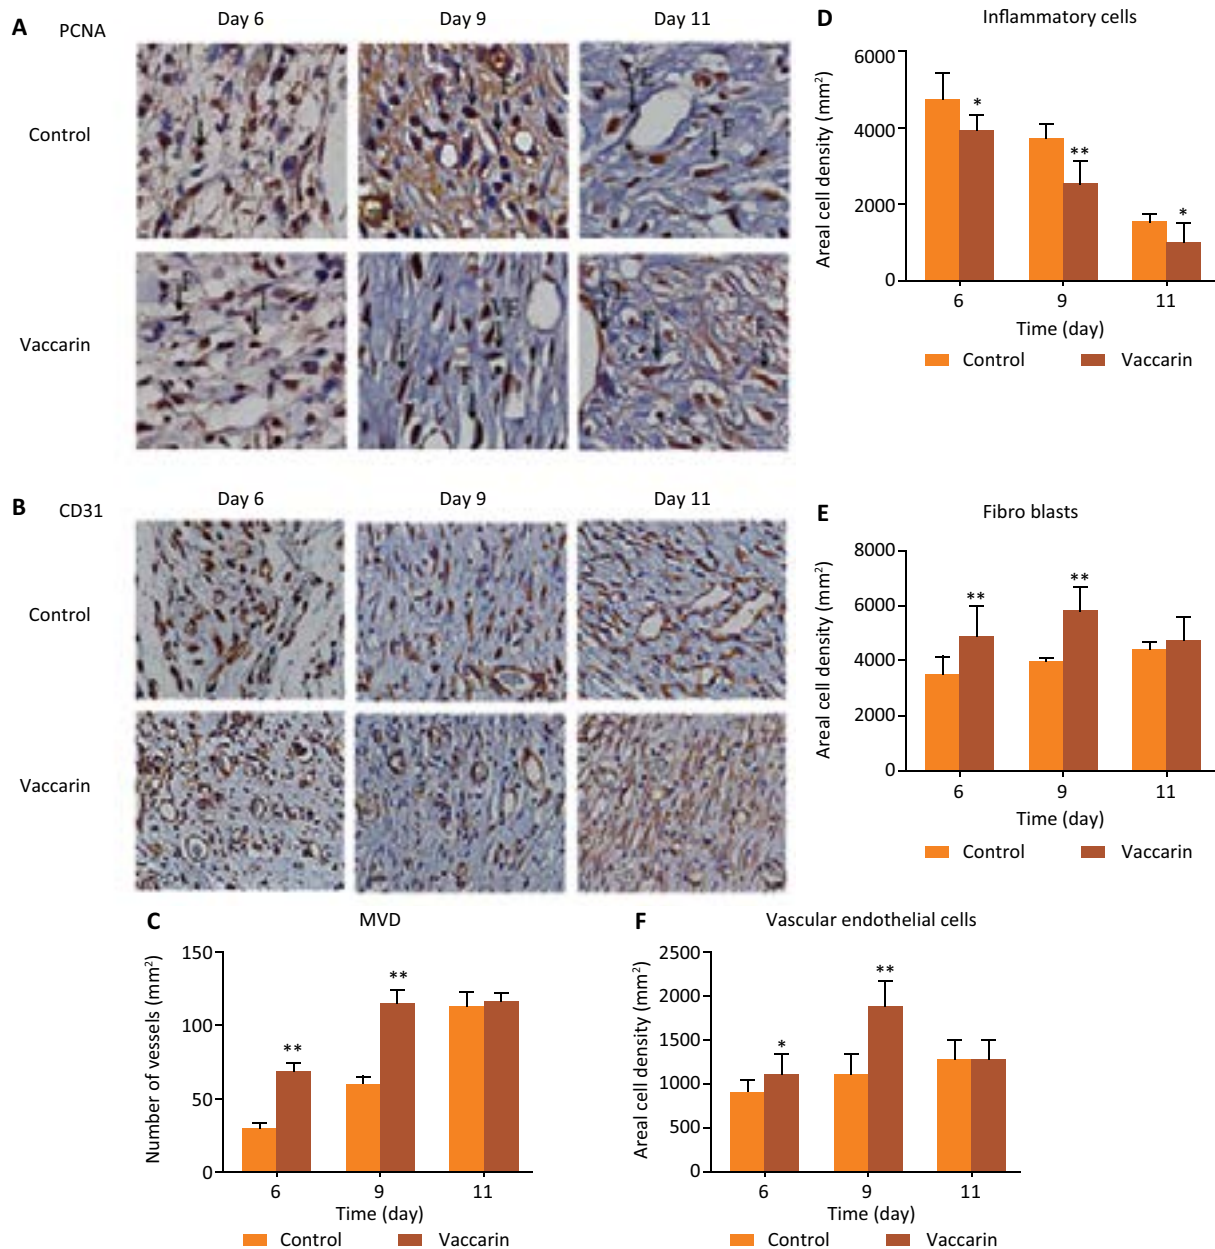 A PCNA
Day 6 Day 9 Day 11
Control
Vaccarin
B CD31
Day 6 Day 9 Day 11
Control
Vaccarin
C MVD
Number of vessels (mm²)
150
100
50
0
6 9 11
Time (day)
Control Vaccarin
D Inflammatory cells
Areal cell density (mm²)
6000
4000
2000
0
6 9 11
Time (day)
Control Vaccarin
* ** *
E Fibro blasts
Areal cell density (mm²)
8000
6000
4000
2000
0
6 9 11
Time (day)
Control Vaccarin
** **
F Vascular endothelial cells
Areal cell density (mm²)
2500
2000
1500
1000
500
0
6 9 11
Time (day)
Control Vaccarin
* **
** **